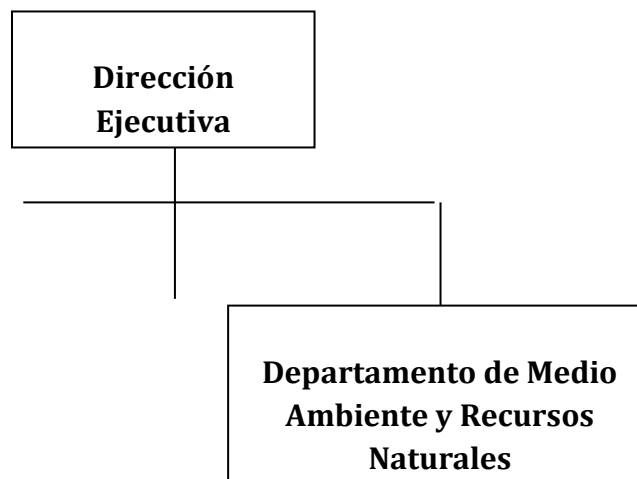 Dirección
Ejecutiva
Departamento de Medio
Ambiente y Recursos
Naturales